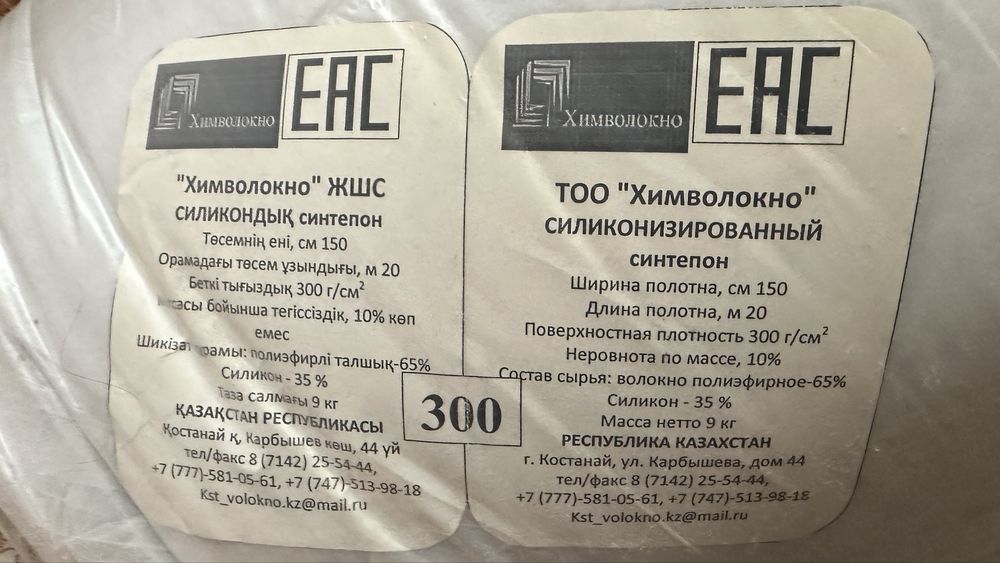 Химволокно
EAC
"Химволокно" ЖШС
СИЛИКОНДЫҚ синтепон
Төсемнің ені, см 150
Орамадағы төсем ұзындығы, м 20
Беткі тығыздық 300 г/см²
бойынша тегіссіздік, 10% көп
емес
полиэфирлі талшық-65%
Силикон - 35 %
Таза салмағы 9 кг
ҚАЗАҚСТАН РЕСПУБЛИКАСЫ
Қостанай қ, Карбышев көш, 44 үй
тел/факс 8 (7142) 25-54-44,
+7 (777)-581-05-61, +7 (747)-513-98-18
Kst_volokno.kz@mail.ru
300
Химволокно
EAC
ТОО "Химволокно"
СИЛИКОНИЗИРОВАННЫЙ
синтепон
Ширина полотна, см 150
Длина полотна, м 20
Поверхностная плотность 300 г/см²
Неровнота по массе, 10%
Состав сырья: волокно полиэфирное-65%
Силикон - 35 %
Масса нетто 9 кг
РЕСПУБЛИКА КАЗАХСТАН
г. Костанай, ул. Карбышева, дом 44
тел/факс 8 (7142) 25-54-44,
+7 (777)-581-05-61, +7 (747)-513-98-18
Kst_volokno.kz@mail.ru